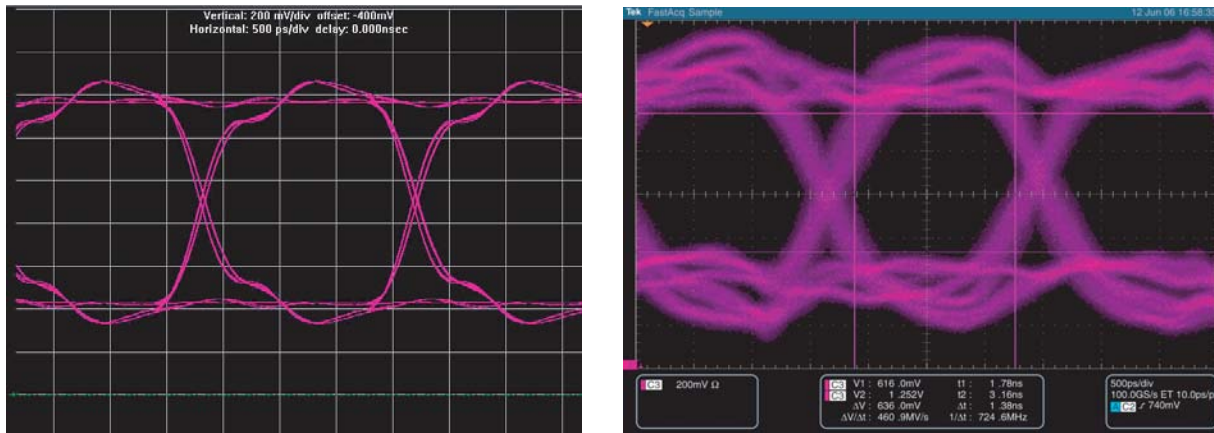 Vertical: 200 mV/div offset: -400mV
Horizontal: 500 ps/div delay: 0.000nsec
Tek FastAcq Sample
12 Jun 06 16:58:3
C3 200mV Ω
C3 V1 : 616 .0mV t1 : 1 .78ns
C3 V2 : 1 .252V t2 : 3 .16ns
ΔV : 636 .0mV Δt : 1 .38ns
ΔV/Δt : 460 .9MV/s 1/Δt : 724 .6MHz
500ps/div
100.0GS/s ET 10.0ps/p
A C2 740mV